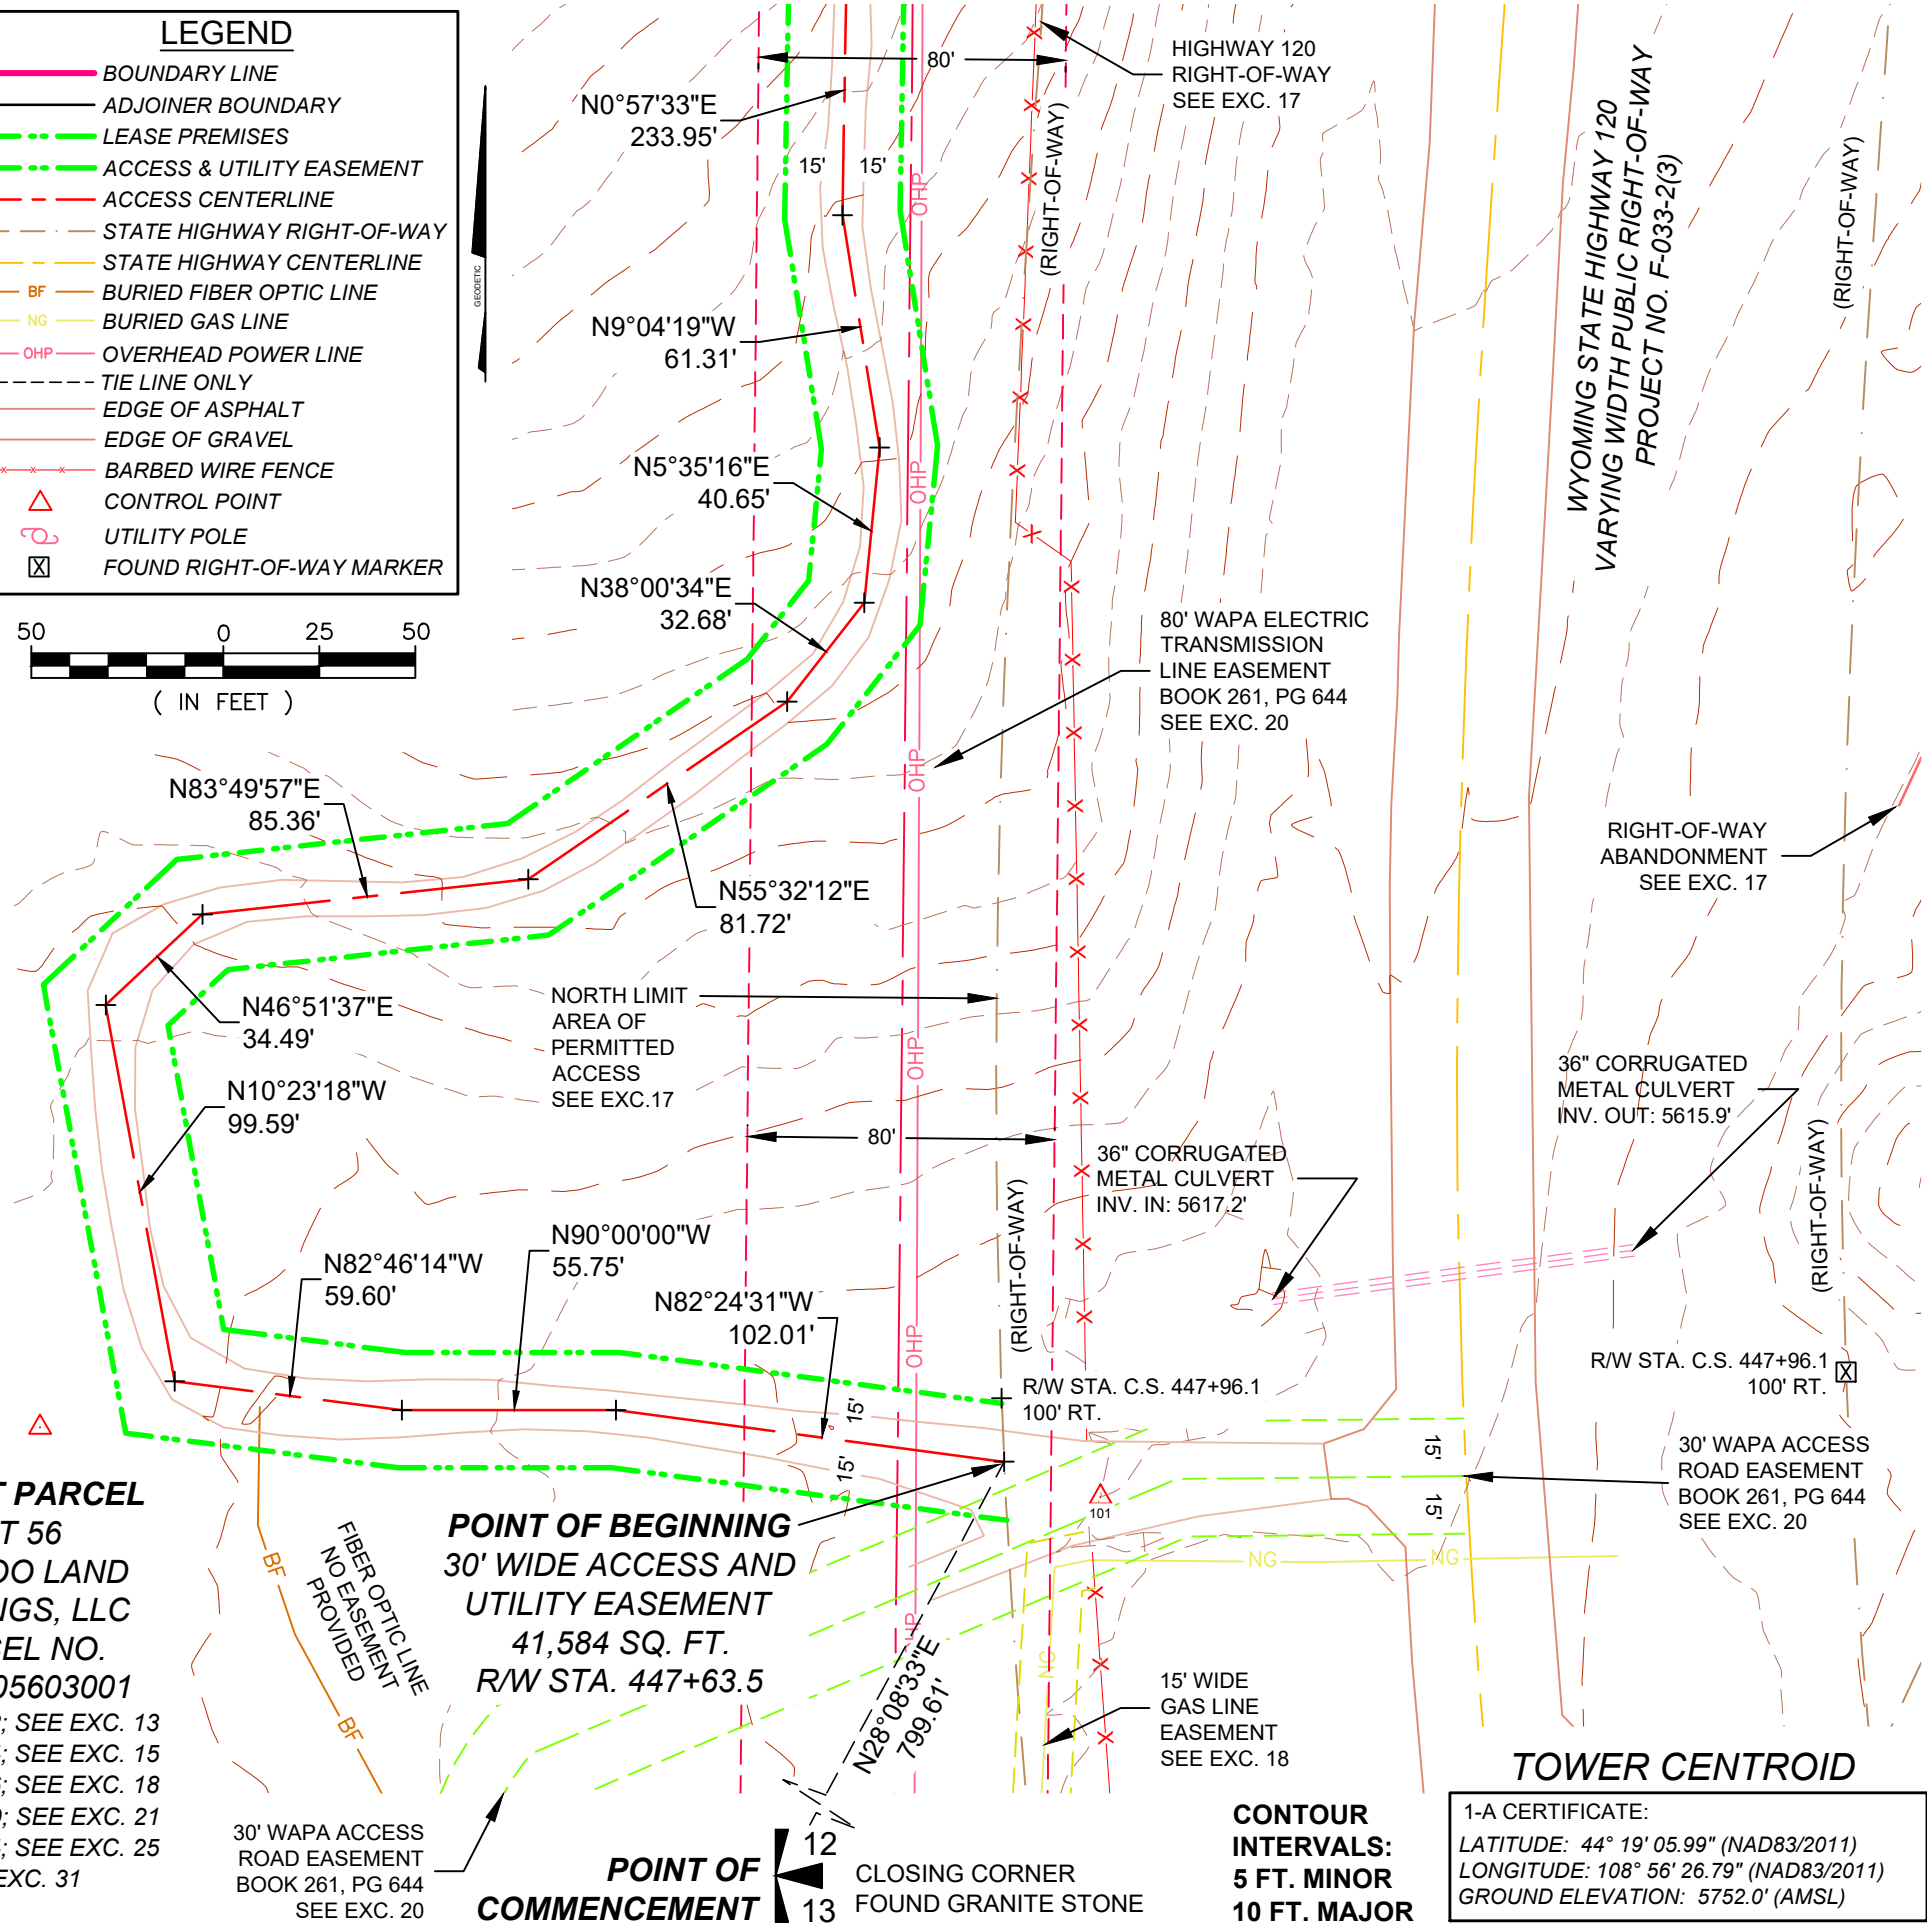 LEGEND
BOUNDARY LINE
ADJOINER BOUNDARY
LEASE PREMISES
ACCESS & UTILITY EASEMENT
ACCESS CENTERLINE
STATE HIGHWAY RIGHT-OF-WAY
STATE HIGHWAY CENTERLINE
BF BURIED FIBER OPTIC LINE
NG BURIED GAS LINE
OHP OVERHEAD POWER LINE
TIE LINE ONLY
EDGE OF ASPHALT
EDGE OF GRAVEL
BARBED WIRE FENCE
CONTROL POINT
UTILITY POLE
FOUND RIGHT-OF-WAY MARKER
GEODETIC
50 0 25 50
( IN FEET )
80'
HIGHWAY 120
RIGHT-OF-WAY
SEE EXC. 17
(RIGHT-OF-WAY)
N0°57'33"E
233.95'
15' 15'
OHP
WYOMING STATE HIGHWAY 120
VARYING WIDTH PUBLIC RIGHT-OF-WAY
PROJECT NO. F-033-2(3)
(RIGHT-OF-WAY)
N9°04'19"W
61.31'
N5°35'16"E
40.65'
OHP
N38°00'34"E
32.68'
80' WAPA ELECTRIC
TRANSMISSION
LINE EASEMENT
BOOK 261, PG 644
SEE EXC. 20
OHP
N83°49'57"E
85.36'
N55°32'12"E
81.72'
RIGHT-OF-WAY
ABANDONMENT
SEE EXC. 17
N46°51'37"E
34.49'
NORTH LIMIT
AREA OF
PERMITTED
ACCESS
SEE EXC.17
OHP
N10°23'18"W
99.59'
80'
36" CORRUGATED
METAL CULVERT
INV. OUT: 5615.9'
36" CORRUGATED
METAL CULVERT
INV. IN: 5617.2'
(RIGHT-OF-WAY)
(RIGHT-OF-WAY)
N82°46'14"W
59.60'
N90°00'00"W
55.75'
N82°24'31"W
102.01'
OHP
15'
15'
R/W STA. C.S. 447+96.1
100' RT.
R/W STA. C.S. 447+96.1
100' RT.
15'
15'
30' WAPA ACCESS
ROAD EASEMENT
BOOK 261, PG 644
SEE EXC. 20
101
NG NG
T PARCEL
T 56
DO LAND
NGS, LLC
CEL NO.
05603001
; SEE EXC. 13
; SEE EXC. 15
; SEE EXC. 18
; SEE EXC. 21
; SEE EXC. 25
EXC. 31
BF
BF
FIBER OPTIC LINE
NO EASEMENT
PROVIDED
POINT OF BEGINNING
30' WIDE ACCESS AND
UTILITY EASEMENT
41,584 SQ. FT.
R/W STA. 447+63.5
HP
NG
N28°08'33"E
799.61'
15' WIDE
GAS LINE
EASEMENT
SEE EXC. 18
30' WAPA ACCESS
ROAD EASEMENT
BOOK 261, PG 644
SEE EXC. 20
POINT OF
COMMENCEMENT
12
13
CLOSING CORNER
FOUND GRANITE STONE
CONTOUR
INTERVALS:
5 FT. MINOR
10 FT. MAJOR
TOWER CENTROID
1-A CERTIFICATE:
LATITUDE: 44° 19' 05.99" (NAD83/2011)
LONGITUDE: 108° 56' 26.79" (NAD83/2011)
GROUND ELEVATION: 5752.0' (AMSL)